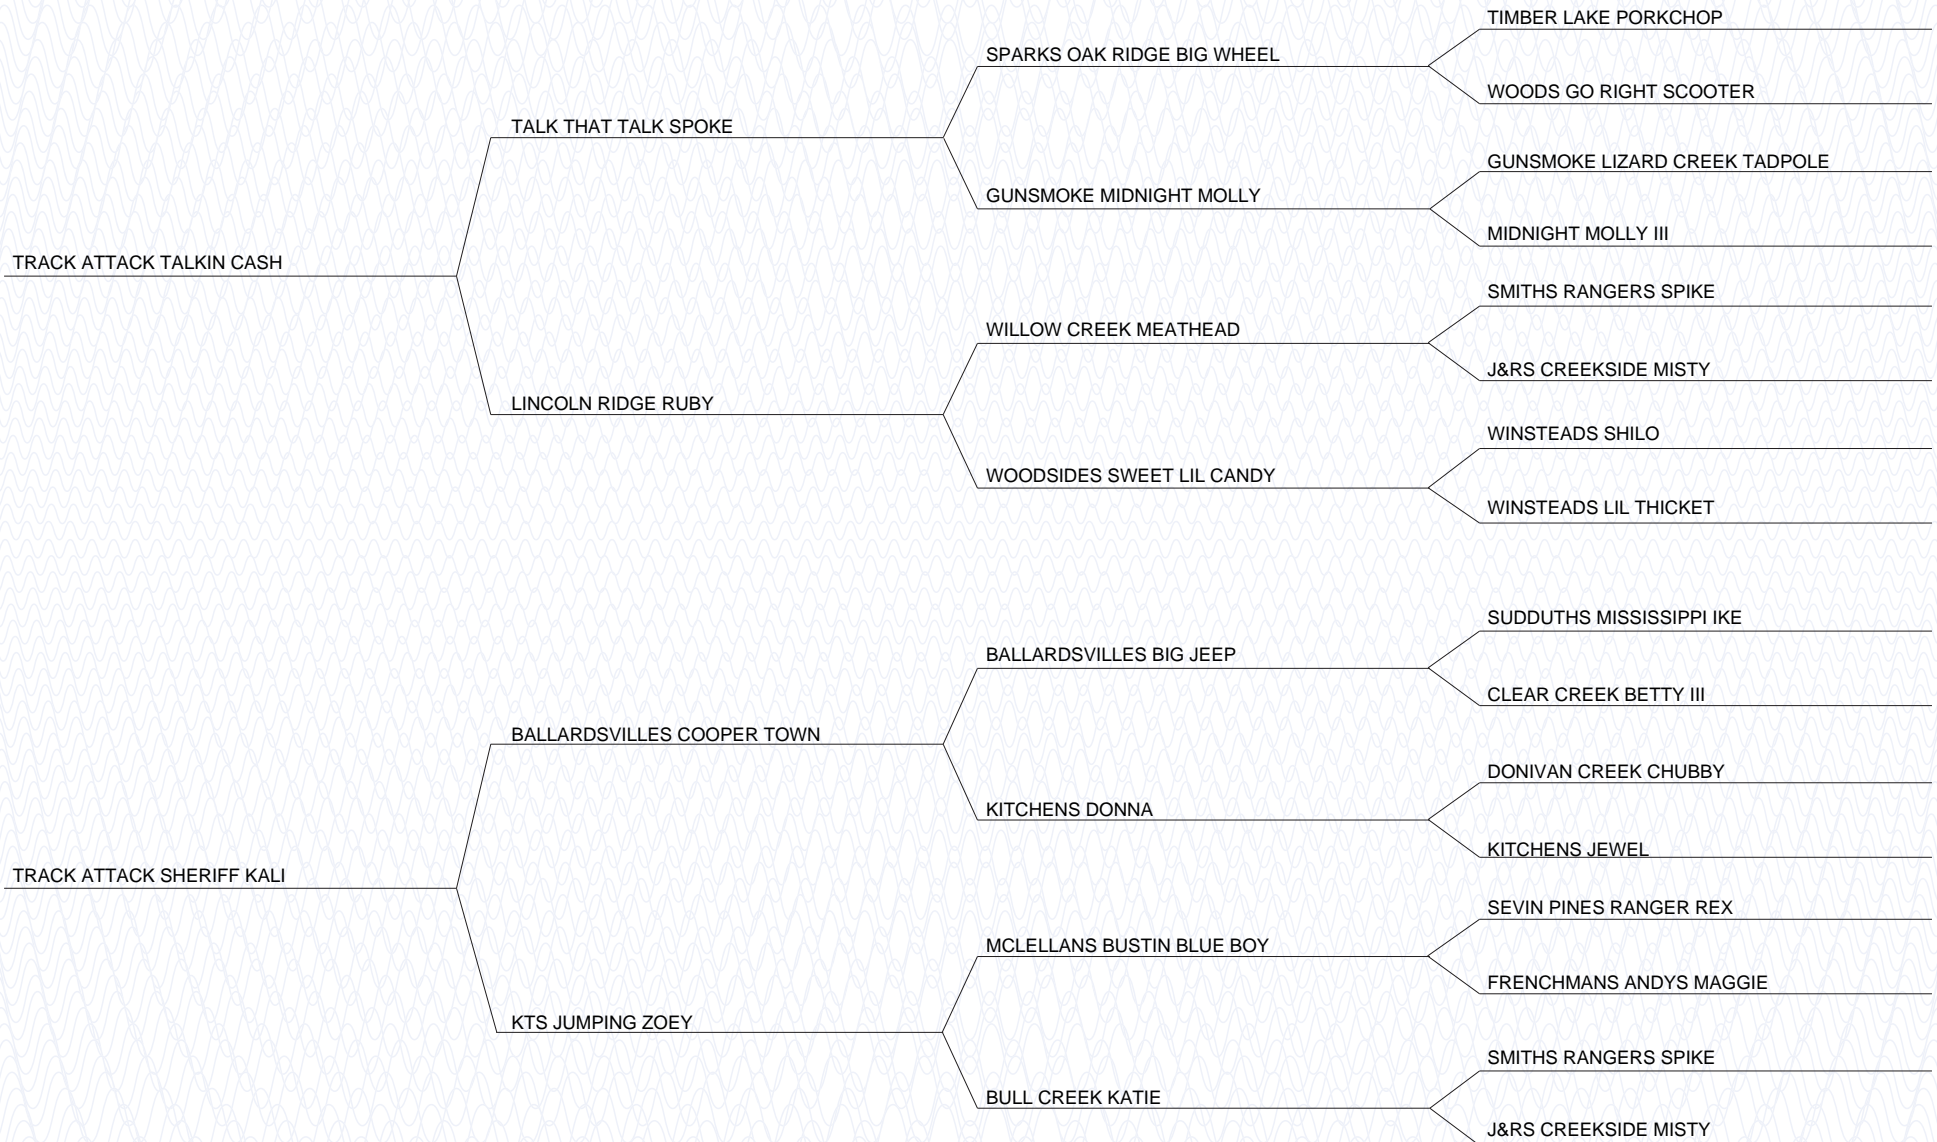 TIMBER LAKE PORKCHOP
SPARKS OAK RIDGE BIG WHEEL
WOODS GO RIGHT SCOOTER
TALK THAT TALK SPOKE
GUNSMOKE LIZARD CREEK TADPOLE
GUNSMOKE MIDNIGHT MOLLY
MIDNIGHT MOLLY III
TRACK ATTACK TALKIN CASH
SMITHS RANGERS SPIKE
WILLOW CREEK MEATHEAD
J&RS CREEKSIDE MISTY
LINCOLN RIDGE RUBY
WINSTEADS SHILO
WOODSIDES SWEET LIL CANDY
WINSTEADS LIL THICKET
SUDDUTHS MISSISSIPPI IKE
BALLARDSVILLES BIG JEEP
CLEAR CREEK BETTY III
BALLARDSVILLES COOPER TOWN
DONIVAN CREEK CHUBBY
KITCHENS DONNA
KITCHENS JEWEL
TRACK ATTACK SHERIFF KALI
SEVIN PINES RANGER REX
MCLELLANS BUSTIN BLUE BOY
FRENCHMANS ANDYS MAGGIE
KTS JUMPING ZOEY
SMITHS RANGERS SPIKE
BULL CREEK KATIE
J&RS CREEKSIDE MISTY